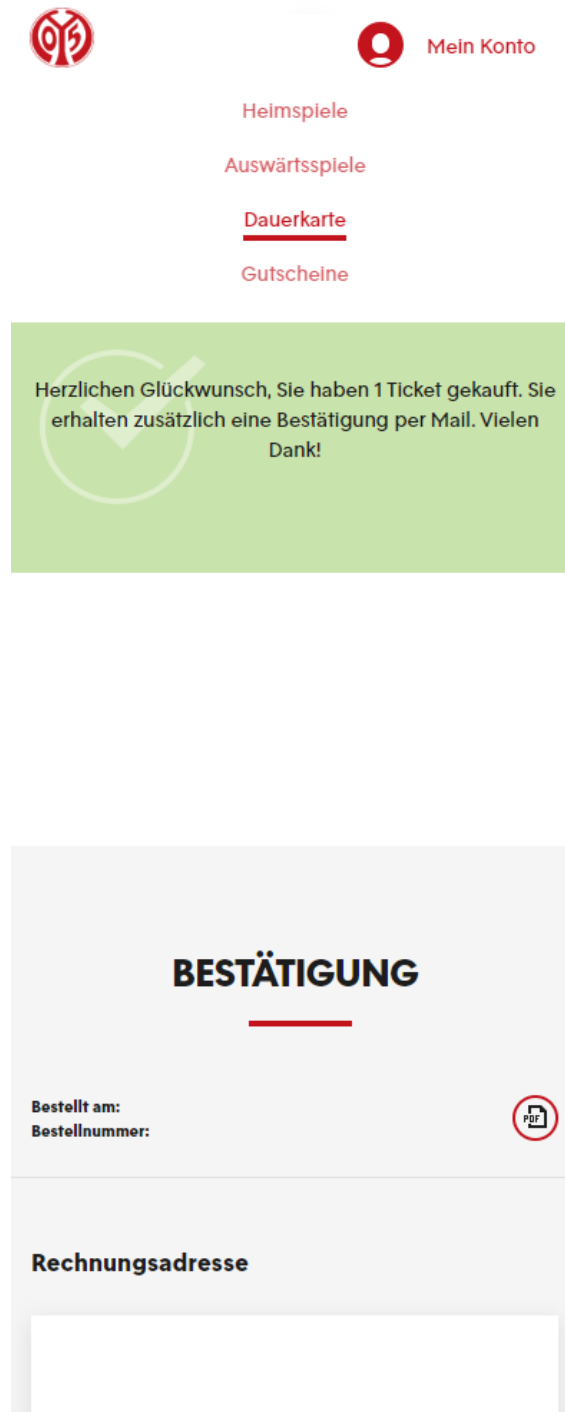 Mein Konto
Heimspiele
Auswärtsspiele
Dauerkarte
Gutscheine
Herzlichen Glückwunsch, Sie haben 1 Ticket gekauft. Sie
erhalten zusätzlich eine Bestätigung per Mail. Vielen
Dank!
BESTÄTIGUNG
Bestellt am:
PDF
Bestellnummer:
Rechnungsadresse